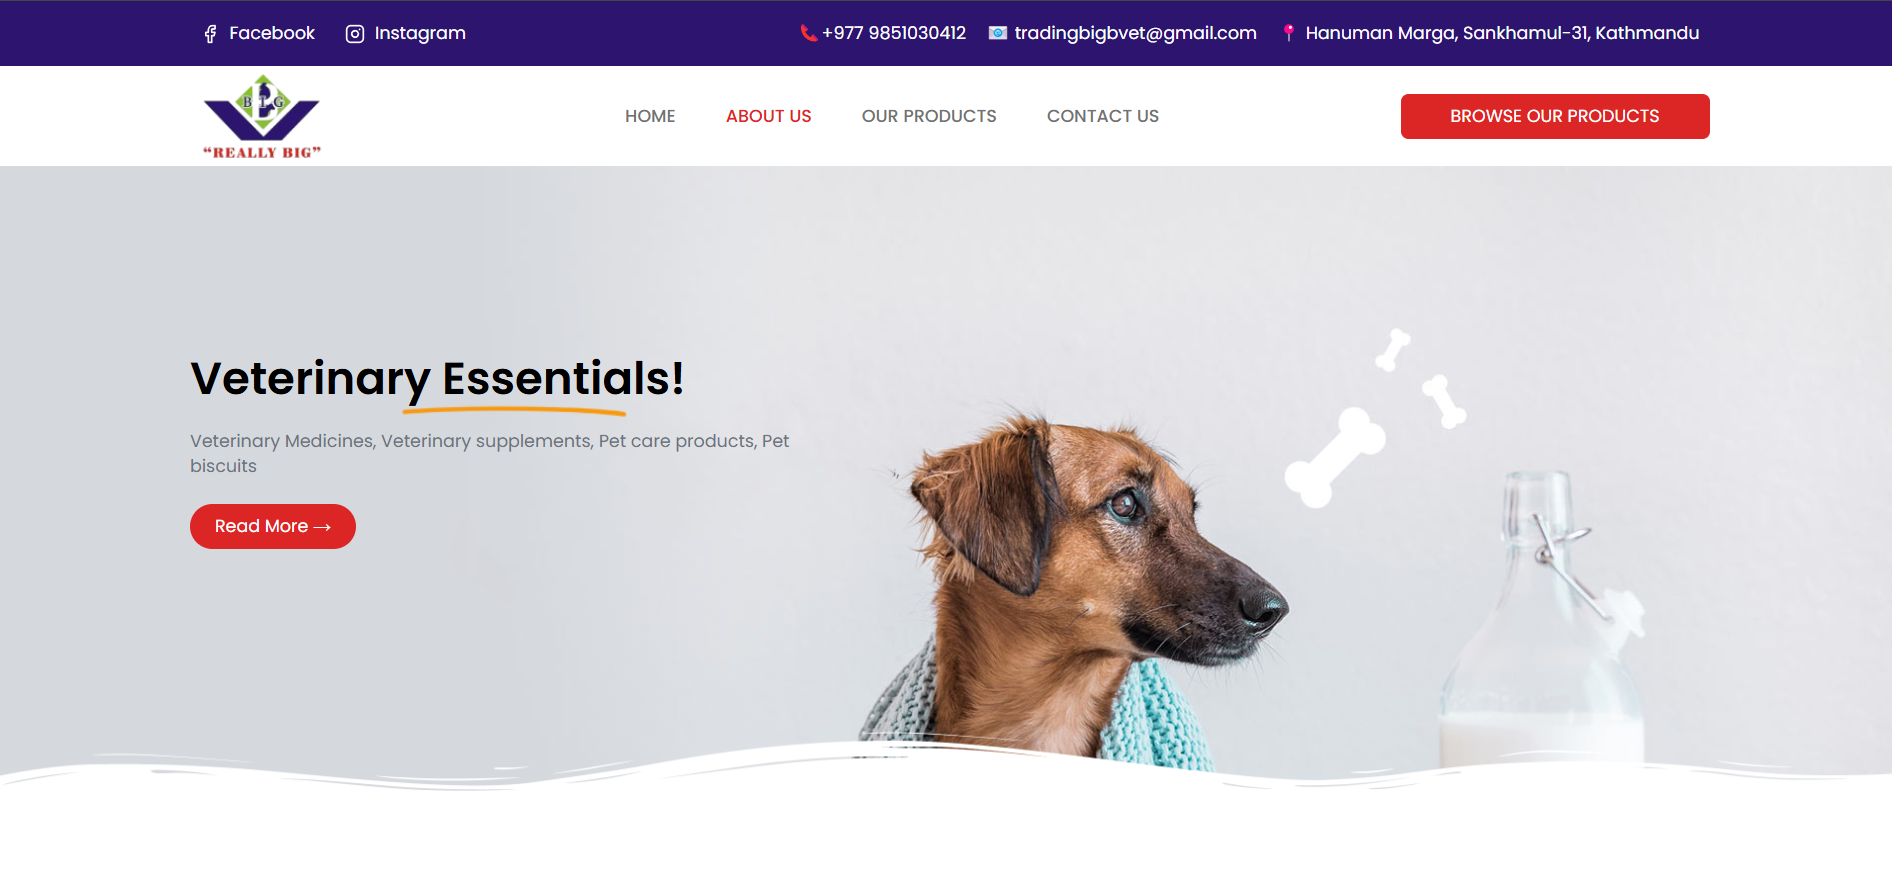 Facebook Instagram +977 9851030412 tradingbigbvet@gmail.com Hanuman Marga, Sankhamul-31, Kathmandu
BIG
"REALLY BIG"
HOME ABOUT US OUR PRODUCTS CONTACT US BROWSE OUR PRODUCTS
Veterinary Essentials!
Veterinary Medicines, Veterinary supplements, Pet care products, Pet
biscuits
Read More →